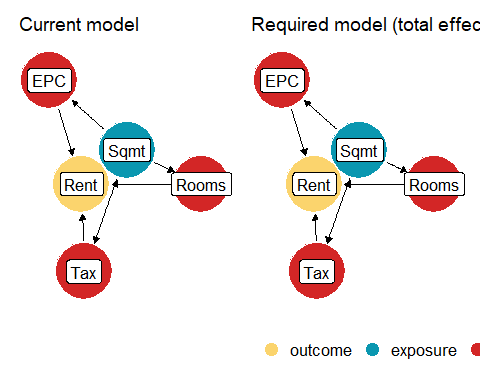 Current model
EPC
Sqmt
Rent
Rooms
Tax
Required model (total effec
EPC
Sqmt
Rent
Rooms
Tax
outcome
exposure